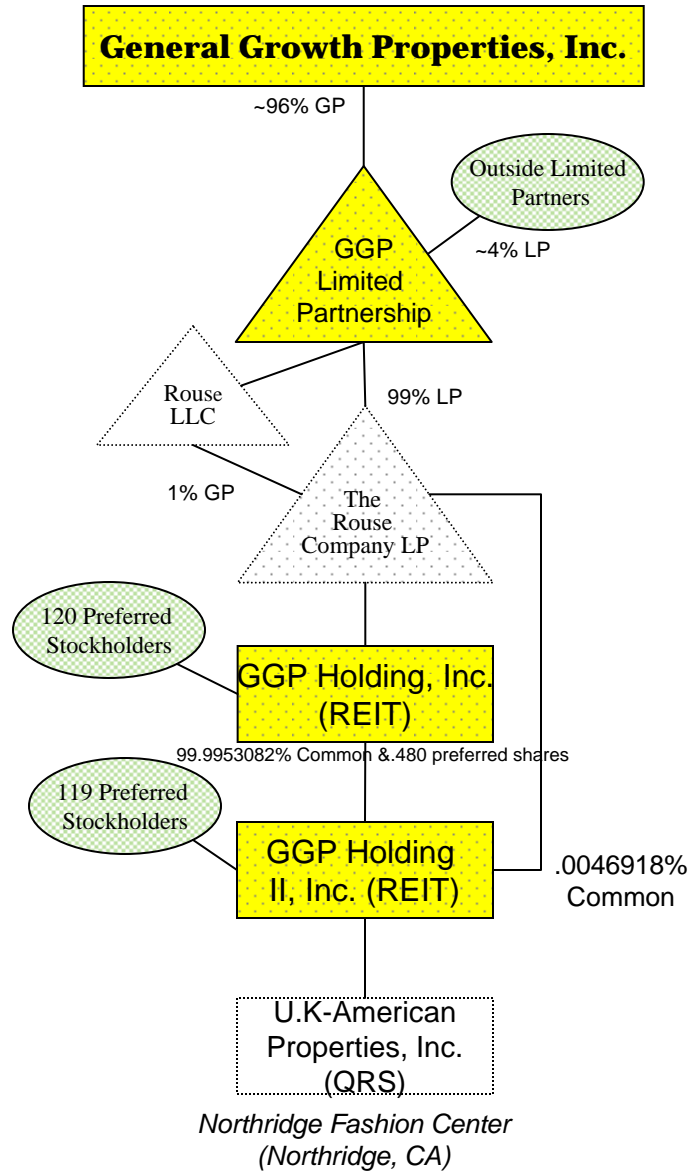 General Growth Properties, Inc.
~96% GP
Outside Limited
Partners
~4% LP
GGP
Limited
Partnership
Rouse
LLC
99% LP
1% GP
The
Rouse
Company LP
120 Preferred
Stockholders
GGP Holding, Inc.
(REIT)
99.9953082% Common &.480 preferred shares
119 Preferred
Stockholders
GGP Holding
II, Inc. (REIT)
.0046918%
Common
U.K-American
Properties, Inc.
(QRS)
Northridge Fashion Center
(Northridge, CA)